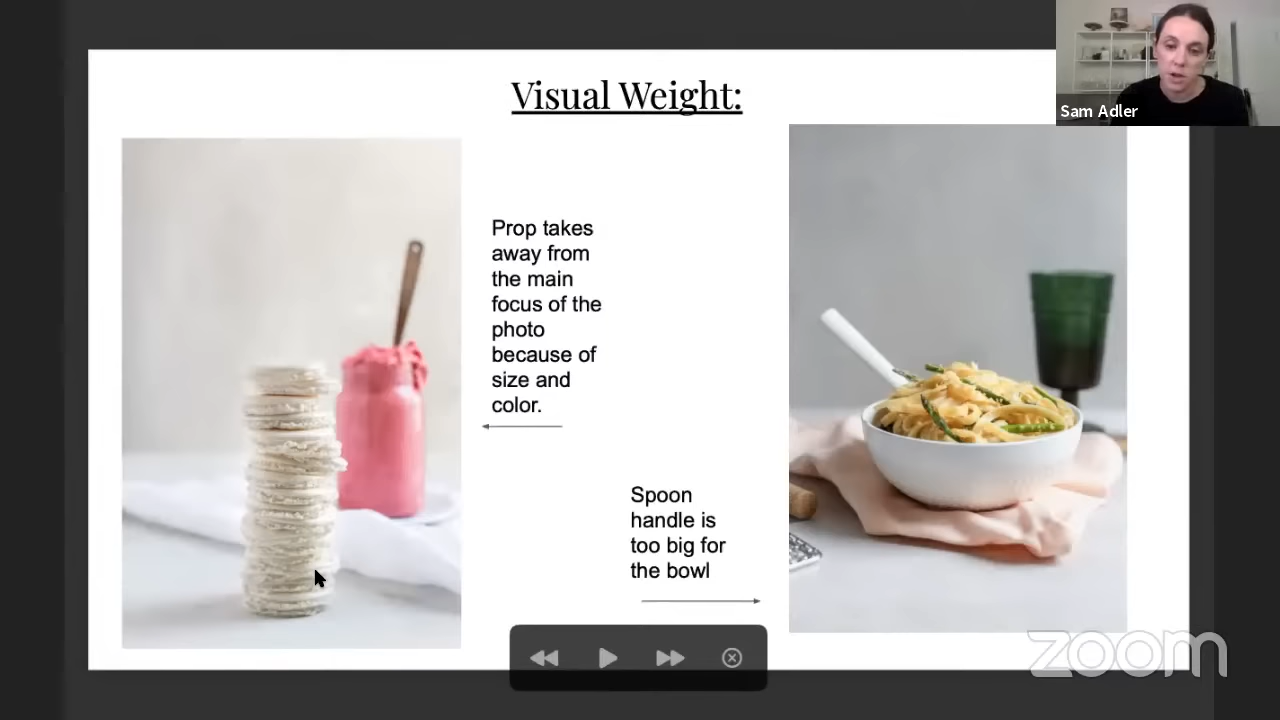 Visual Weight:
Sam Adler
Prop takes
away from
the main
focus of the
photo
because of
size and
color.
Spoon
handle is
too big for
the bowl
zoom